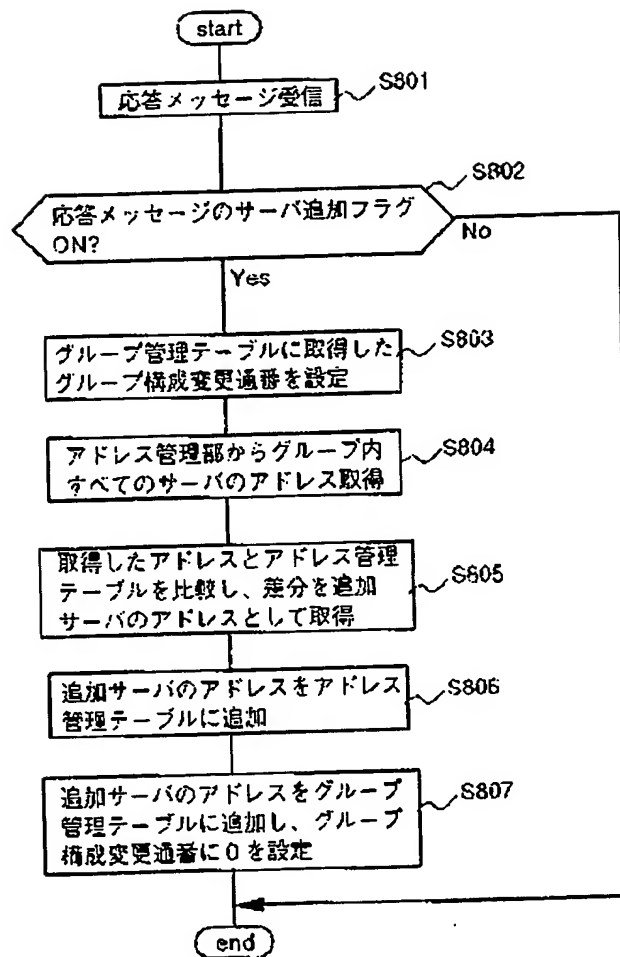 start
応答メッセージ受信
S801
S802
応答メッセージのサーバ追加フラグ
ON?
No
Yes
グループ管理テーブルに取得した
グループ構成変更通番を設定
S803
アドレス管理部からグループ内
すべてのサーバのアドレス取得
S804
取得したアドレスとアドレス管理
テーブルを比較し、差分を追加
サーバのアドレスとして取得
S805
追加サーバのアドレスをアドレス
管理テーブルに追加
S806
追加サーバのアドレスをグループ
管理テーブルに追加し、グループ
構成変更通番に0を設定
S807
end